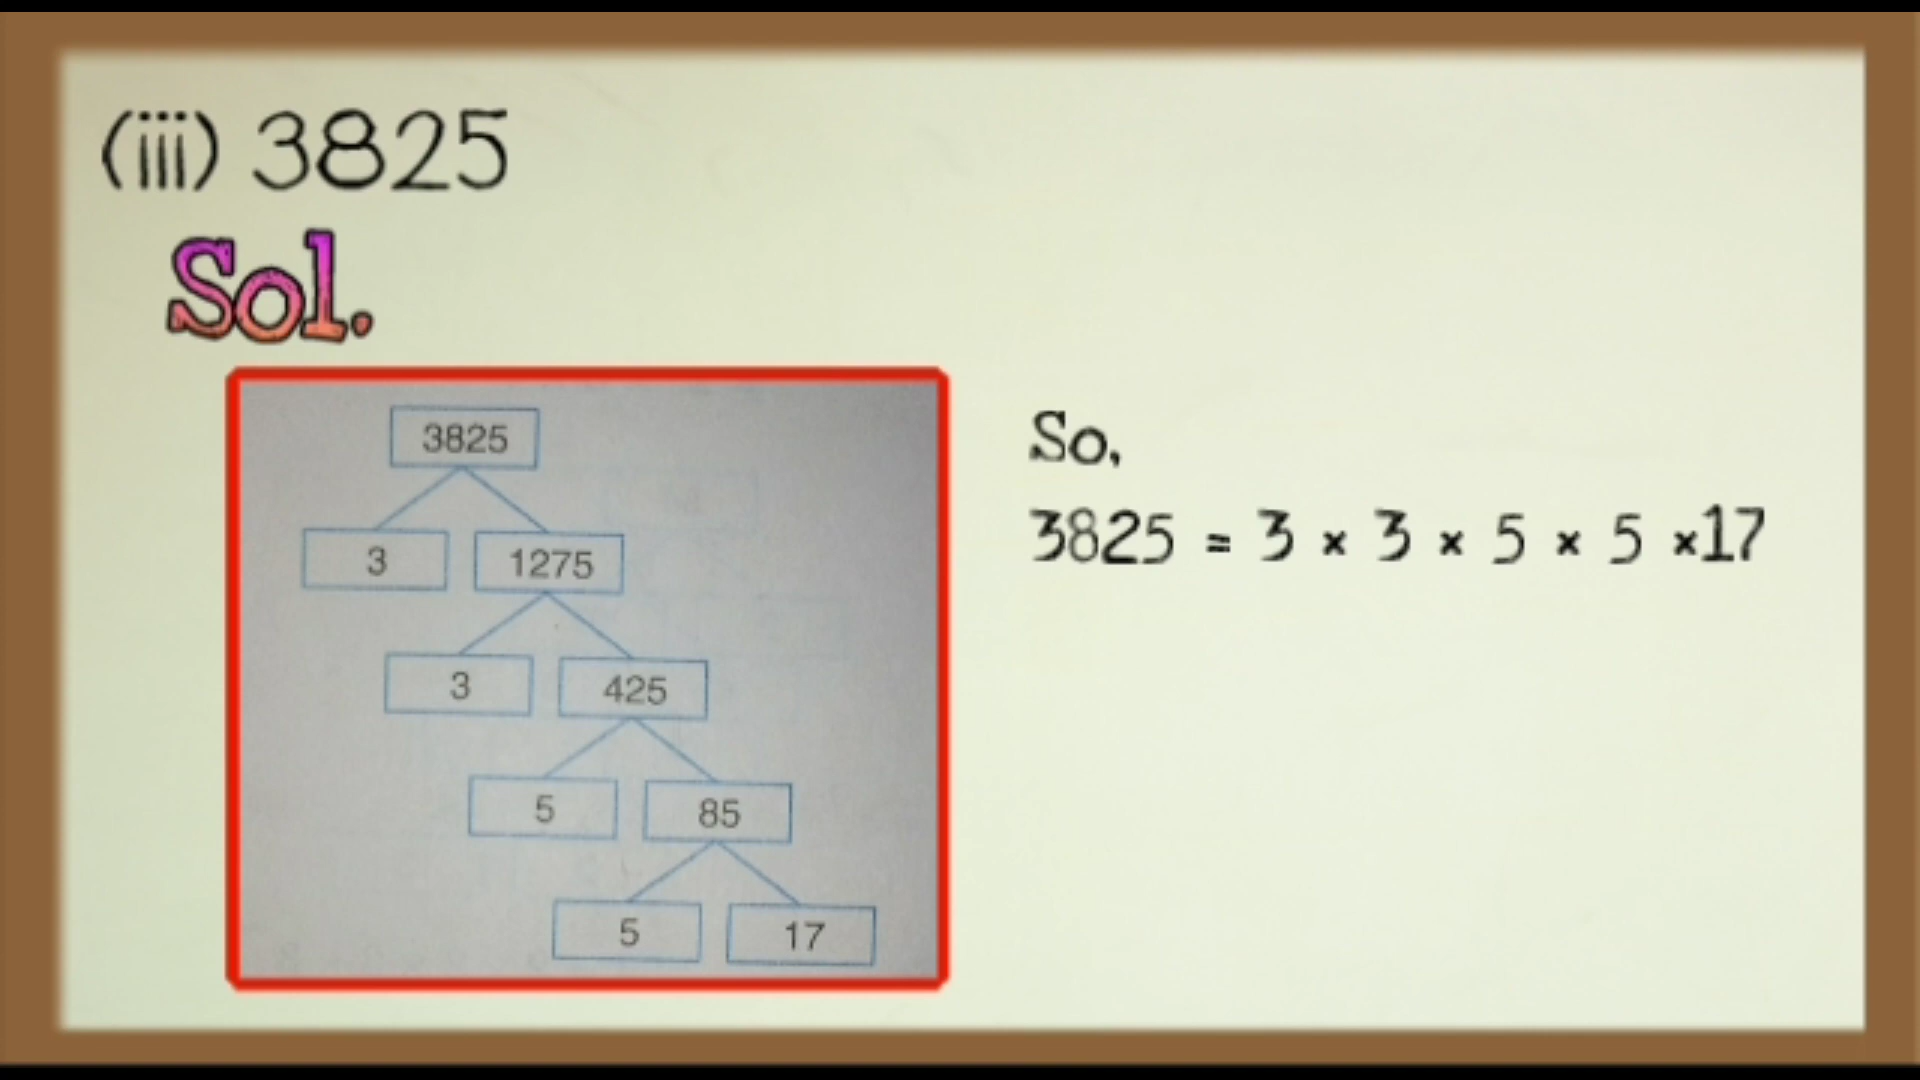 (iii) 3825
Sol.
3825
3 1275
3 425
5 85
5 17
So,
3825 = 3 × 3 × 5 × 5 ×17